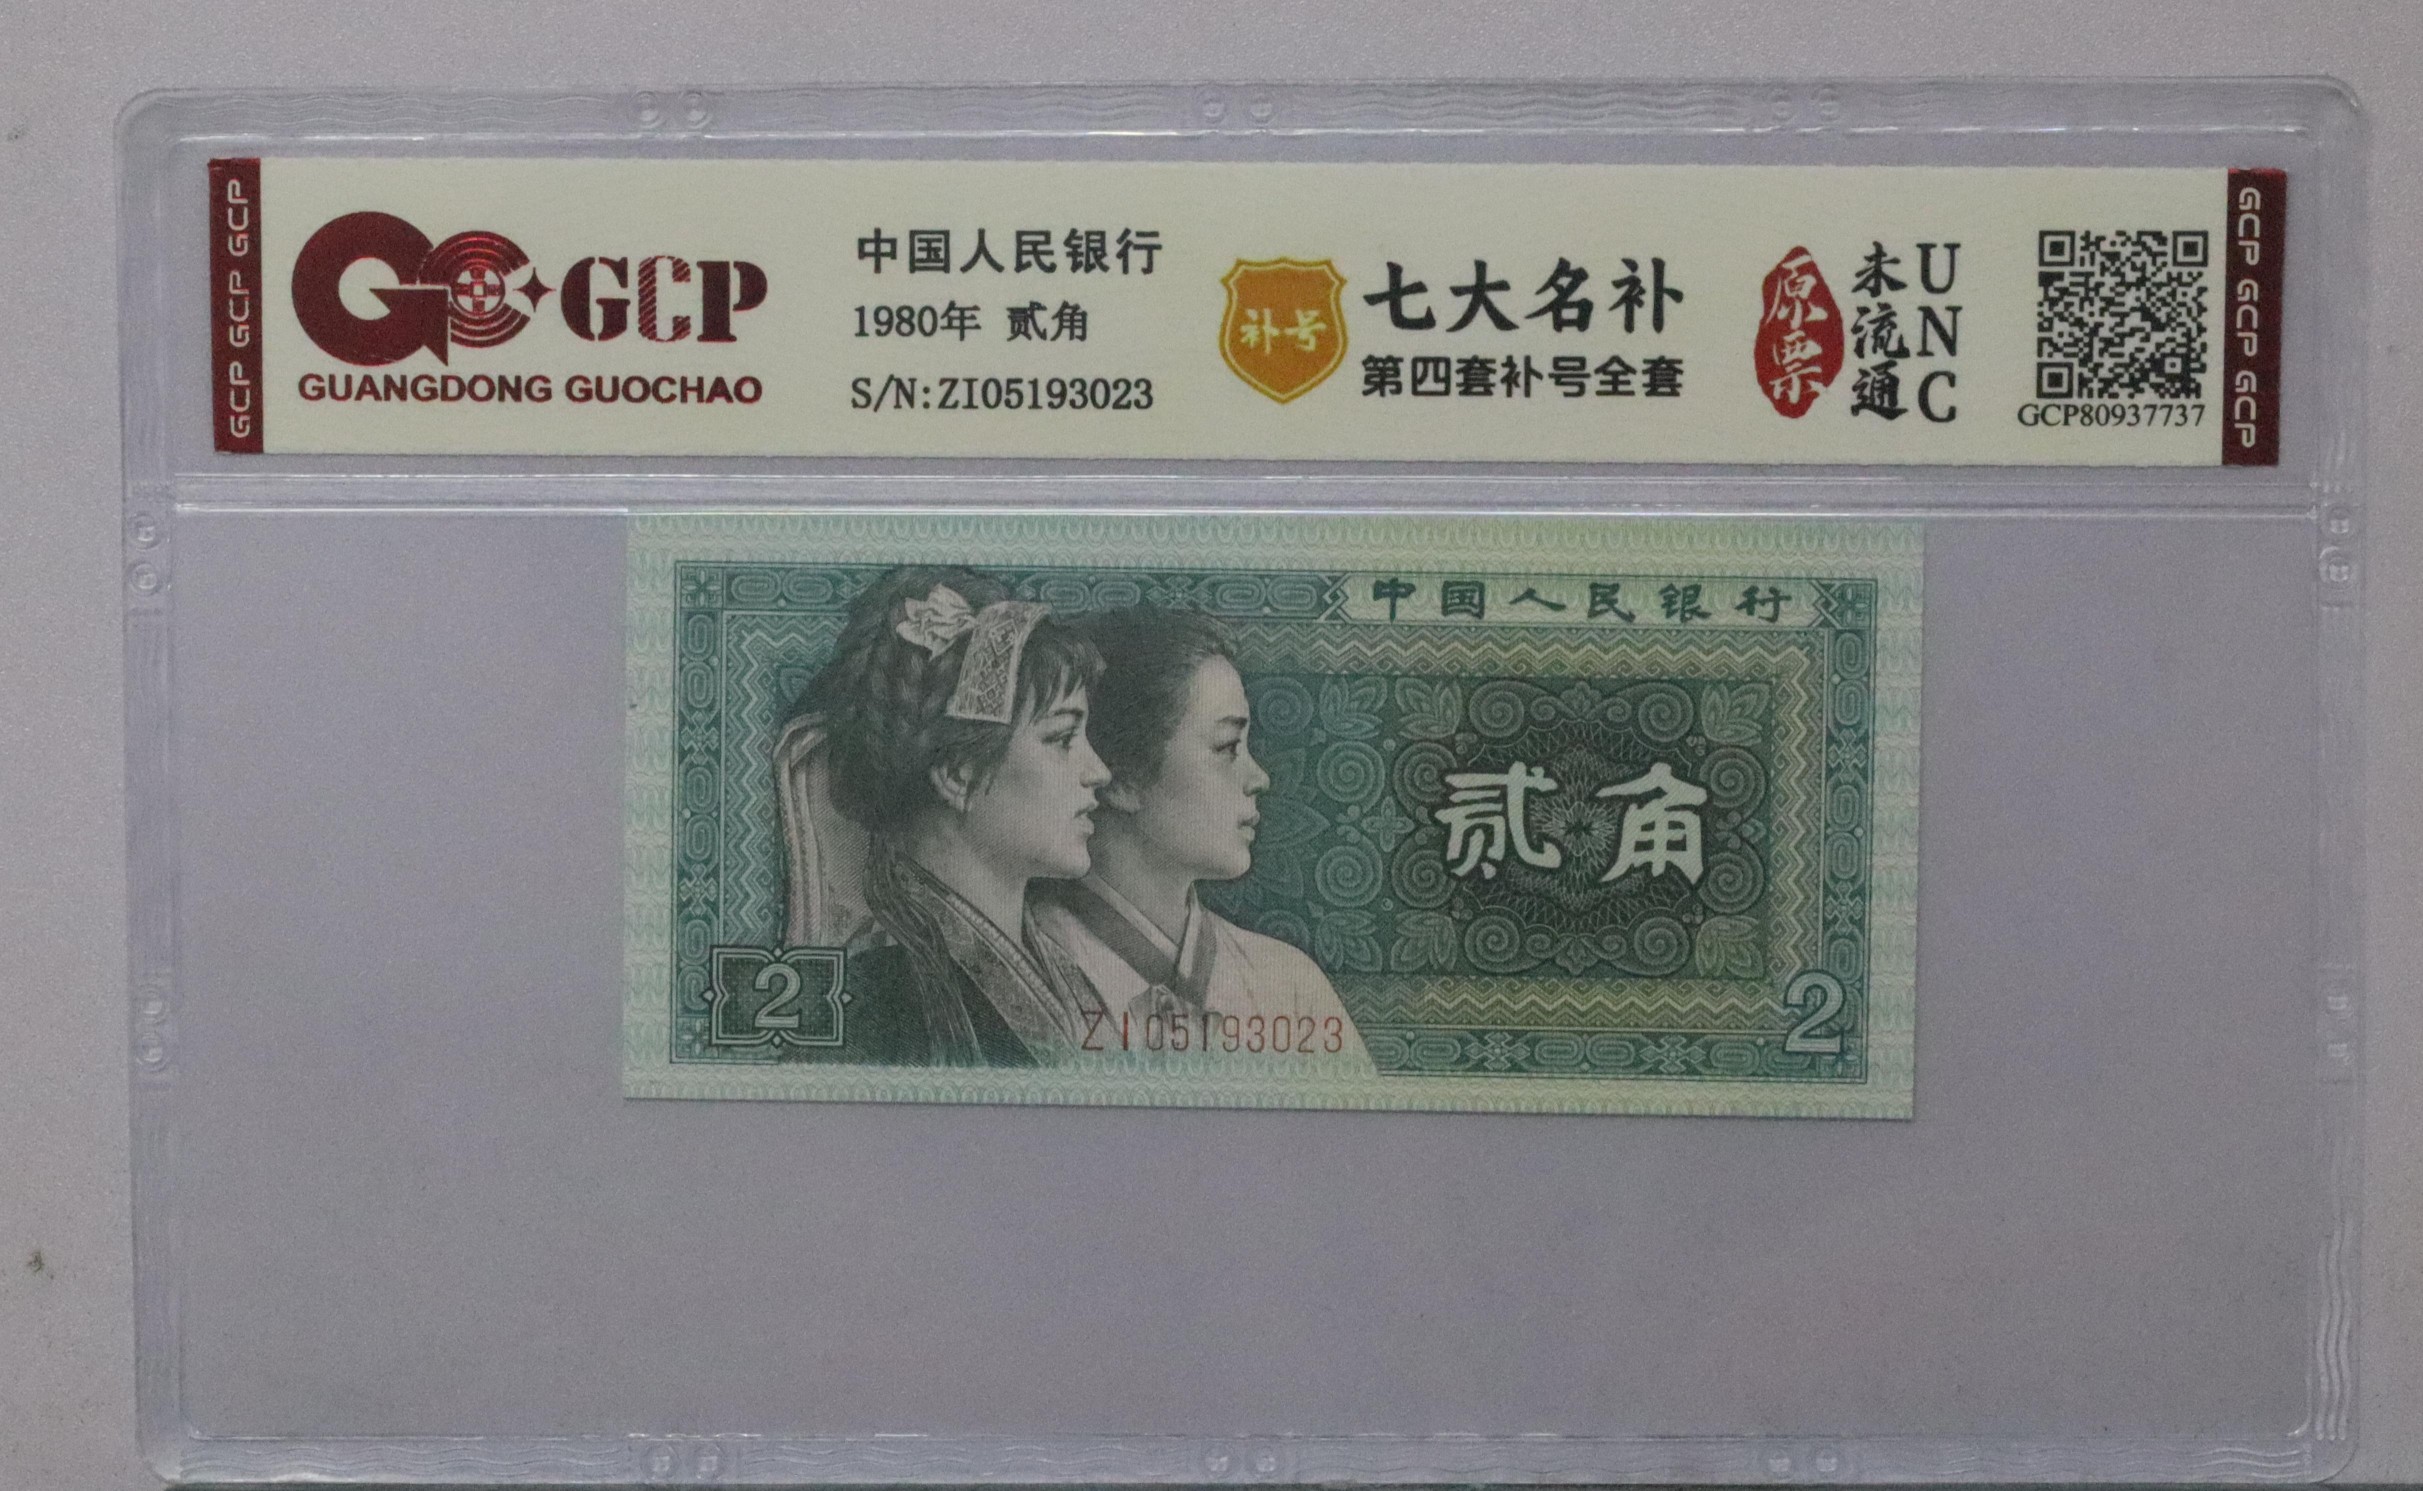 GCP GCP GCP
GCP
GUANGDONG GUOCHAO
中国人民银行
1980年 贰角
S/N:ZI05193023
补号
七大名补
第四套补号全套
原票
未流通
UNC
GCP80937737
GCP GCP GCP
中国人民银行
贰角
2
ZI05193023
2